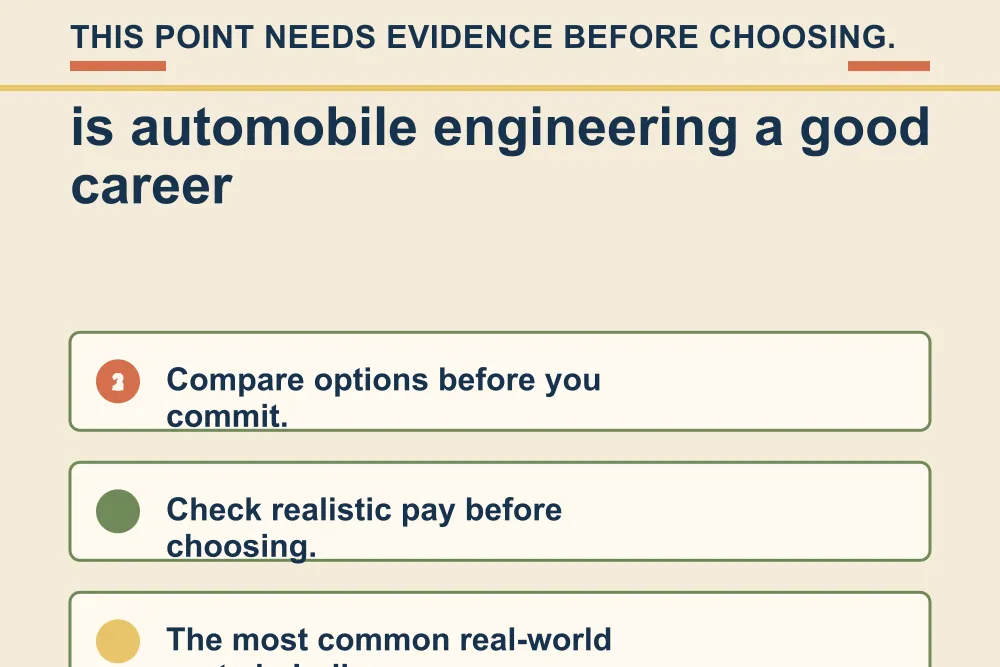 THIS POINT NEEDS EVIDENCE BEFORE CHOOSING.
is automobile engineering a good
career
Compare options before you
commit.
Check realistic pay before
choosing.
The most common real-world